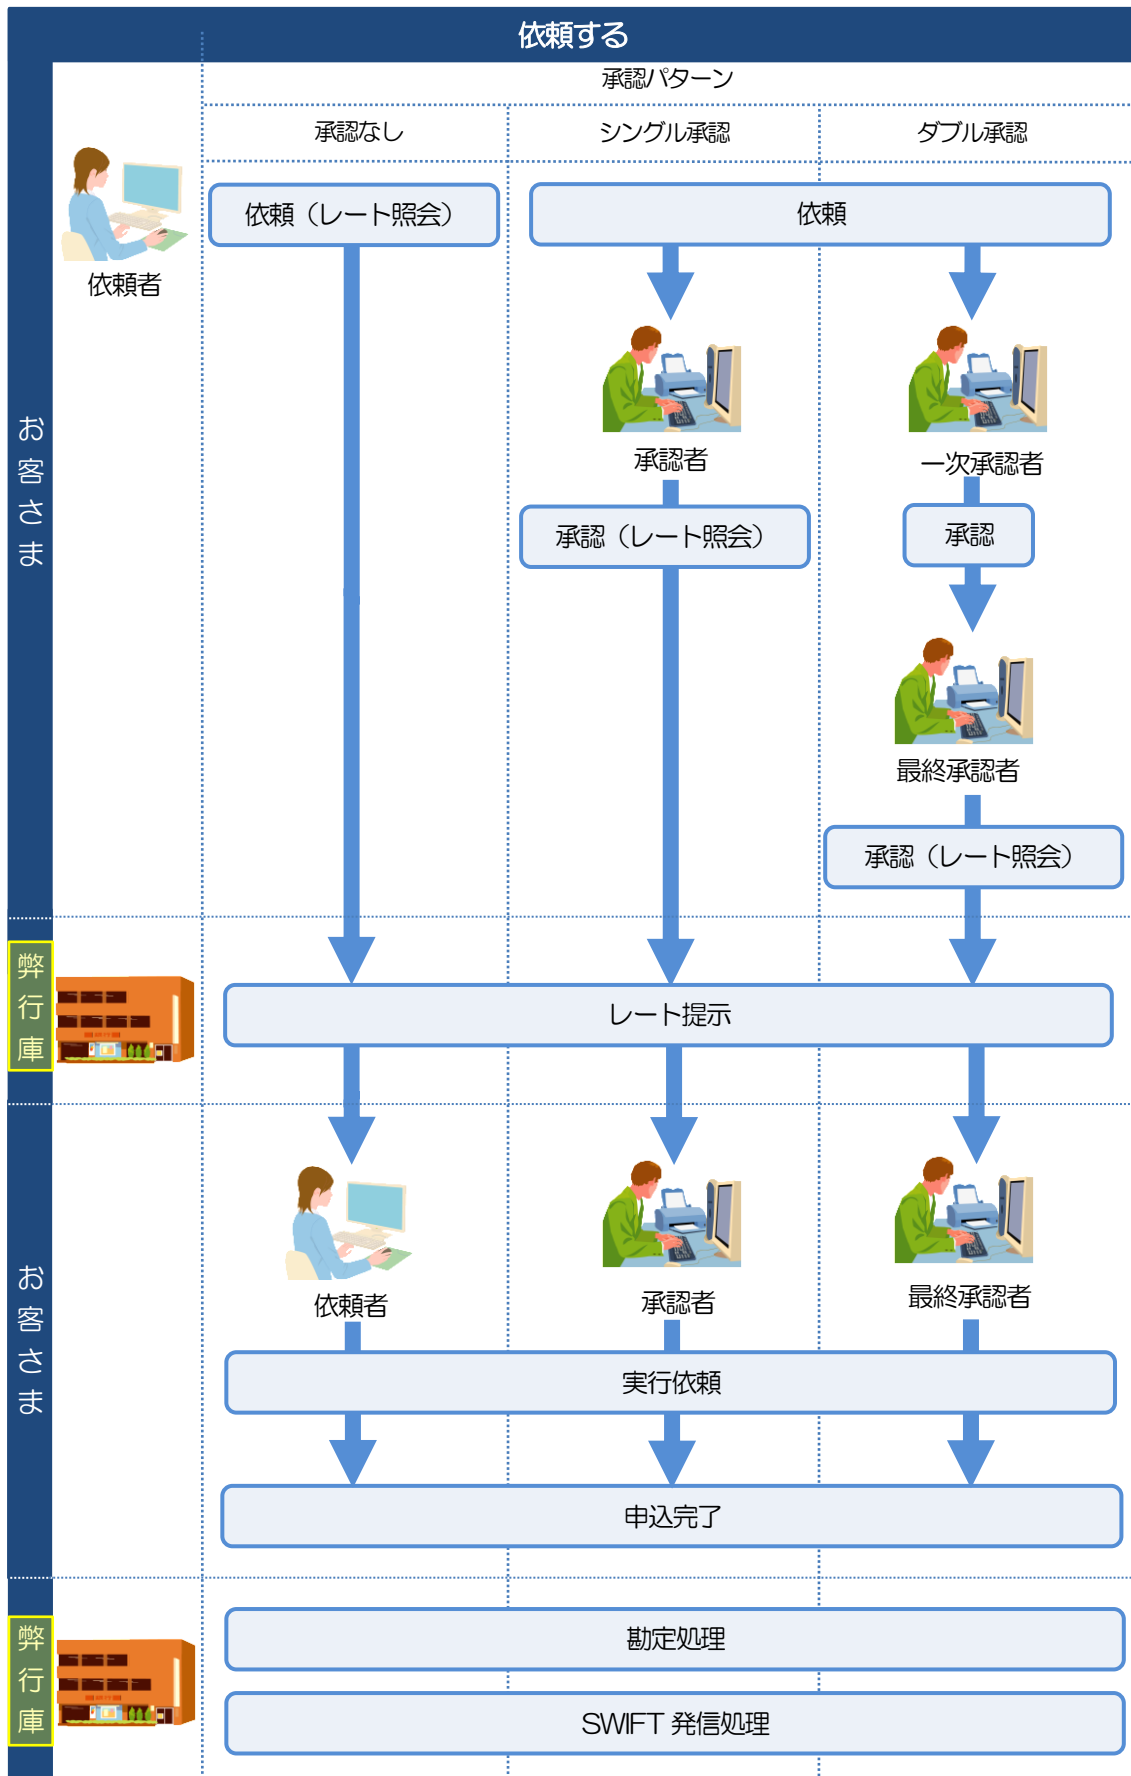 依頼する
承認パターン
承認なし
シングル承認
ダブル承認
依頼（レート照会）
依頼
依頼者
お客さま
承認者
一次承認者
承認（レート照会）
承認
最終承認者
承認（レート照会）
弊行庫
レート提示
お客さま
依頼者
承認者
最終承認者
実行依頼
申込完了
弊行庫
勘定処理
SWIFT 発信処理